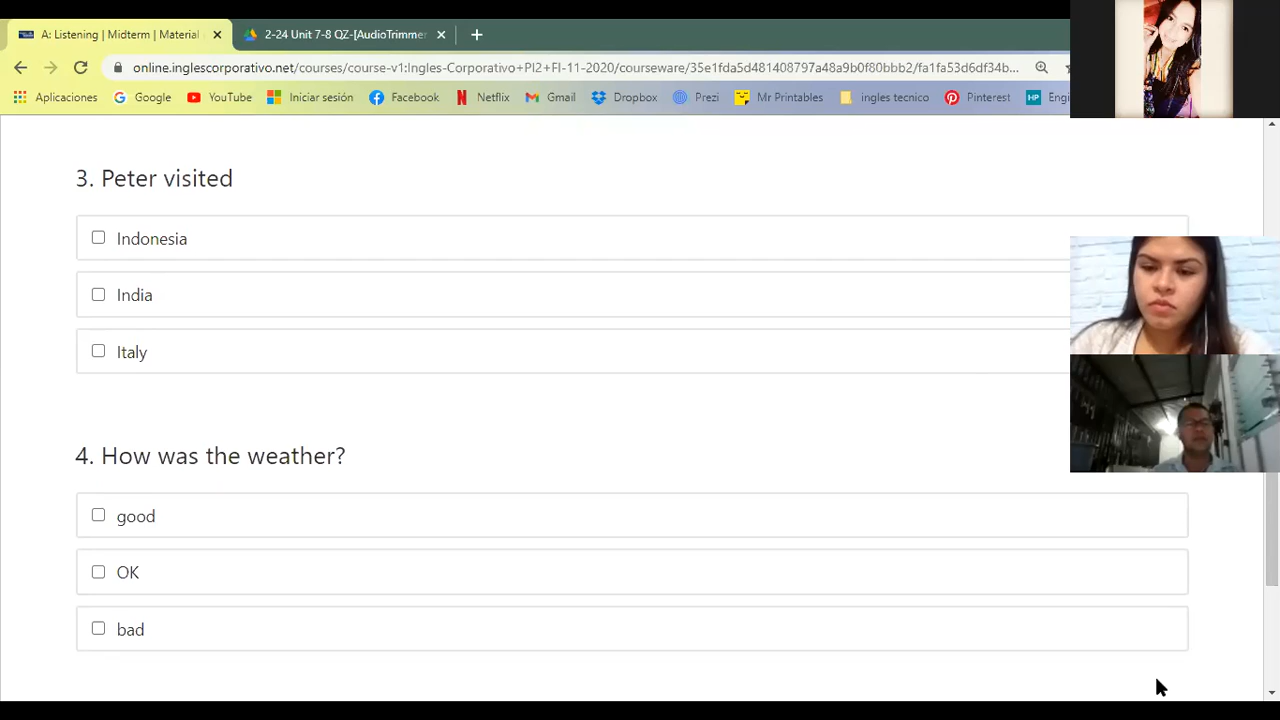 A: Listening | Midterm | Material
2-24 Unit 7-8 QZ-[AudioTrimmer
online.inglescorporativo.net/courses/course-v1:Ingles-Corporativo+PI2+FI-11-2020/courseware/35e1fda5d481408797a48a9b0f80bbb2/fa1fa53d6df34b...
Aplicaciones Google YouTube Iniciar sesión Facebook Netflix Gmail Dropbox Prezi Mr Printables ingles tecnico Pinterest HP Engl
3. Peter visited
Indonesia
India
Italy
4. How was the weather?
good
OK
bad